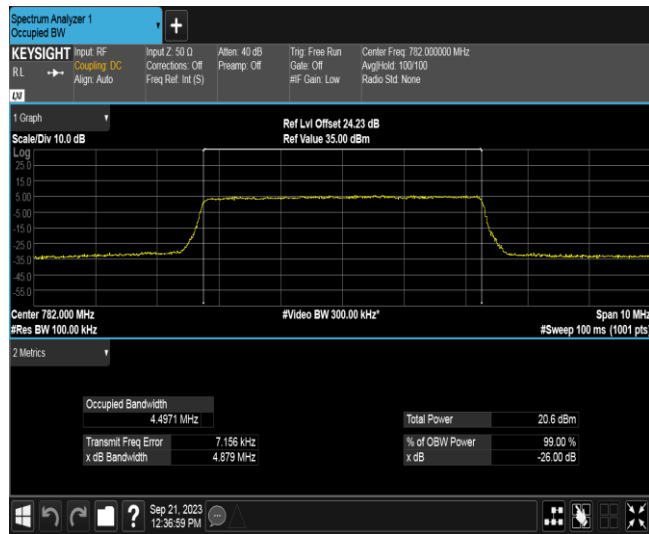 Spectrum Analyzer 1
Occupied BW
+
KEYSIGHT
RL
LXI
Input: RF
Coupling: DC
Align: Auto
Input Z: 50 Ω
Corrections: Off
Freq Ref: Int (S)
Atten: 40 dB
Preamp: Off
Trig: Free Run
Gate: Off
#IF Gain: Low
Center Freq: 782.000000 MHz
Avg|Hold: 100/100
Radio Std: None
1 Graph
Scale/Div 10.0 dB
Ref Lvl Offset 24.23 dB
Ref Value 35.00 dBm
Log
25.0
15.0
5.00
-5.00
-15.0
-25.0
-35.0
-45.0
-55.0
Center 782.000 MHz
#Res BW 100.00 kHz
#Video BW 300.00 kHz*
Span 10 MHz
#Sweep 100 ms (1001 pts)
2 Metrics
Occupied Bandwidth
4.4971 MHz
Transmit Freq Error 7.156 kHz
x dB Bandwidth 4.879 MHz
Total Power 20.6 dBm
% of OBW Power 99.00 %
x dB -26.00 dB
?
Sep 21, 2023
12:36:59 PM